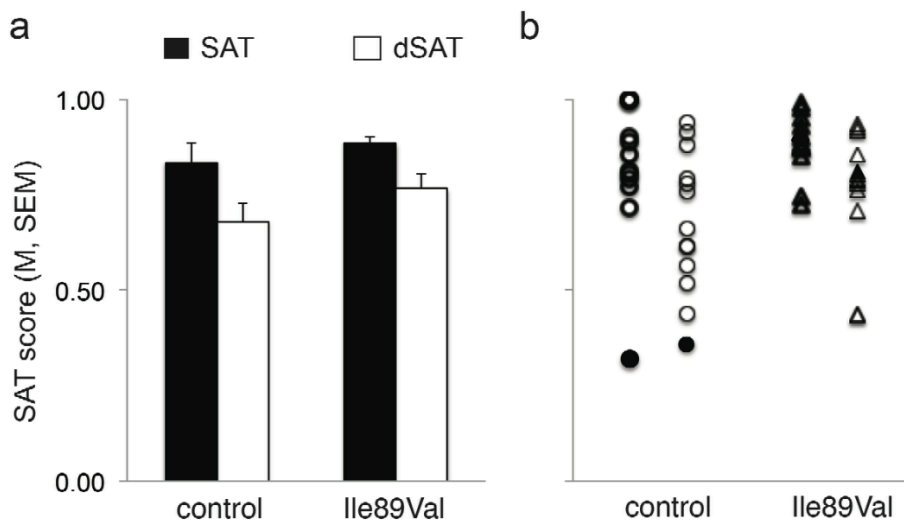 a
SAT
dSAT
b
SAT score (M, SEM)
1.00
0.50
0.00
control
Ile89Val
control
Ile89Val